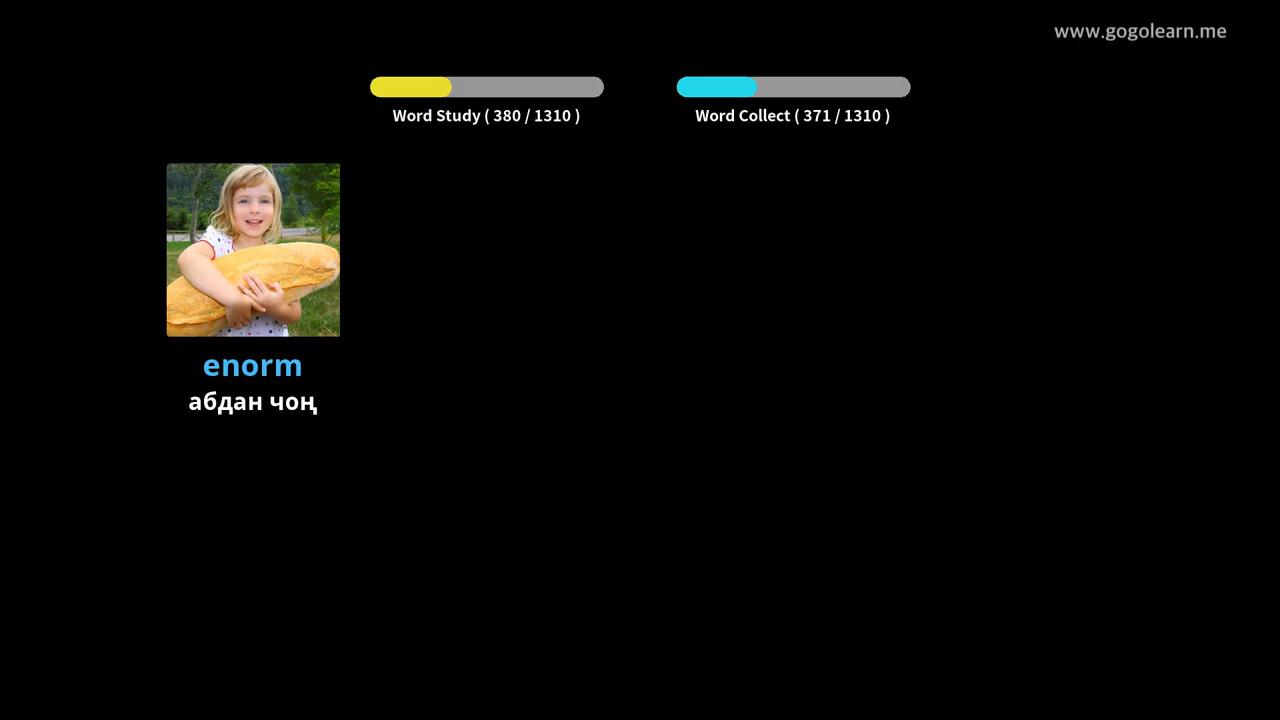 www.gogolearn.me
Word Study ( 380 / 1310 )
Word Collect ( 371 / 1310 )
enorm
абдан чоң